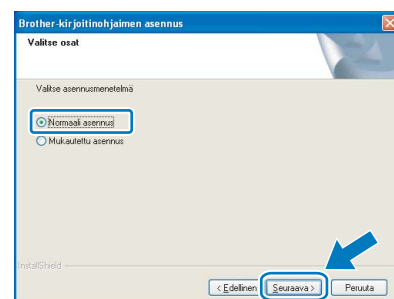 Brother-kirjoitinohjaimen asennus
Valitse osat
Valitse asennusmenetelmä
Normaali asennus
Mukautettu asennus
InstallShield
< Edellinen Seuraava > Peruuta